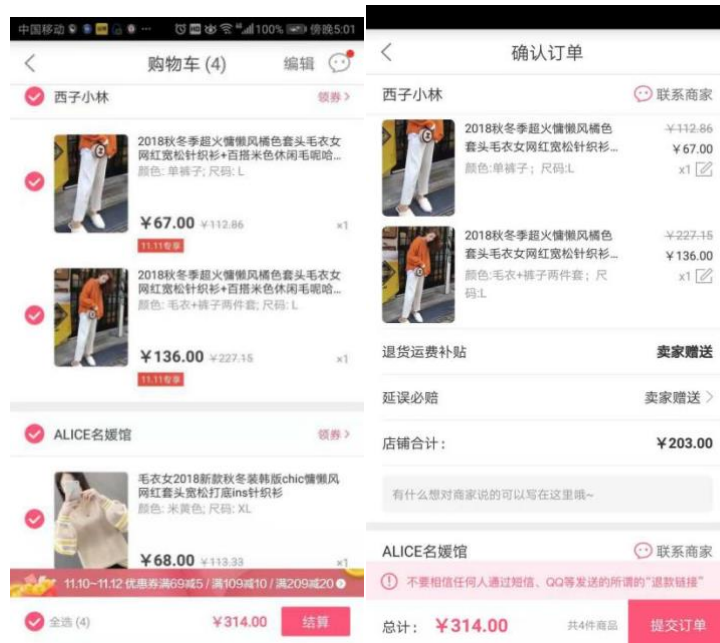 中国移动
100%
傍晚5:01
购物车 (4)
编辑
西子小林
领券 >
2018秋冬季超火慵懒风橘色套头毛衣女
网红宽松针织衫+百搭米色休闲毛呢哈...
颜色: 单裤子; 尺码: L
¥67.00 ¥112.86
x1
11.11专享
2018秋冬季超火慵懒风橘色套头毛衣女
网红宽松针织衫+百搭米色休闲毛呢哈...
颜色: 毛衣+裤子两件套; 尺码: L
¥136.00 ¥227.15
x1
11.11专享
ALICE名媛馆
领券 >
毛衣女2018新款秋冬装韩版chic慵懒风
网红套头宽松打底ins针织衫
颜色: 米黄色; 尺码: XL
¥68.00 ¥113.33
x1
11.10~11.12 优惠券满69减5 / 满109减10 / 满209减20
全选 (4)
¥314.00
结算
确认订单
西子小林
联系商家
2018秋冬季超火慵懒风橘色
套头毛衣女网红宽松针织衫...
颜色:单裤子；尺码:L
¥112.86
¥67.00
x1
2018秋冬季超火慵懒风橘色
套头毛衣女网红宽松针织衫...
颜色:毛衣+裤子两件套；尺
码:L
¥227.15
¥136.00
x1
退货运费补贴
卖家赠送
延误必赔
卖家赠送 >
店铺合计：
¥203.00
有什么想对商家说的可以写在这里哦~
ALICE名媛馆
联系商家
不要相信任何人通过短信、QQ等发送的所谓的“退款链接”
总计： ¥314.00
共4件商品
提交订单